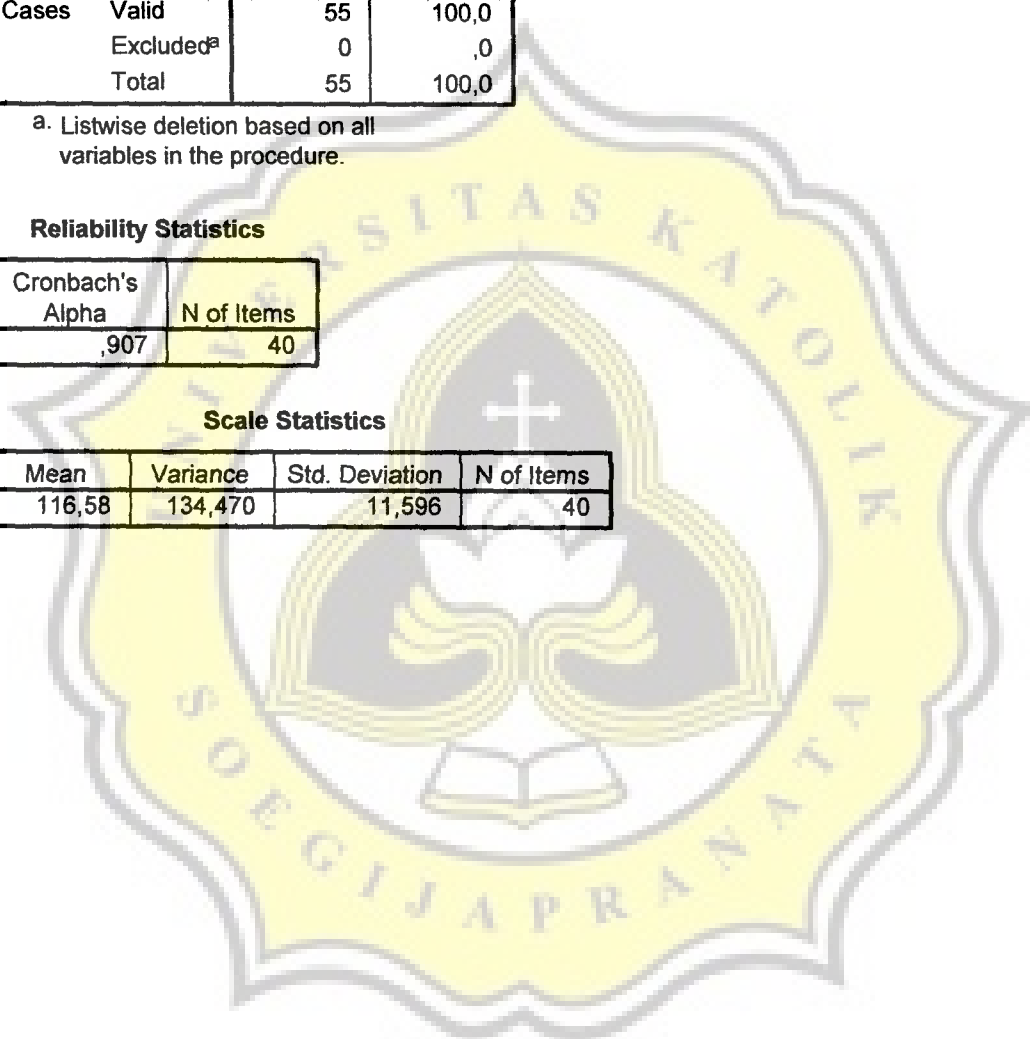 Cases Valid 55 100,0
Excludedᵃ 0 ,0
Total 55 100,0
a. Listwise deletion based on all
variables in the procedure.
Reliability Statistics
Cronbach's
Alpha N of Items
,907 40
Scale Statistics
Mean Variance Std. Deviation N of Items
116,58 134,470 11,596 40
UNIVERSITAS KATOLIK
SOEGIJAPRANATA